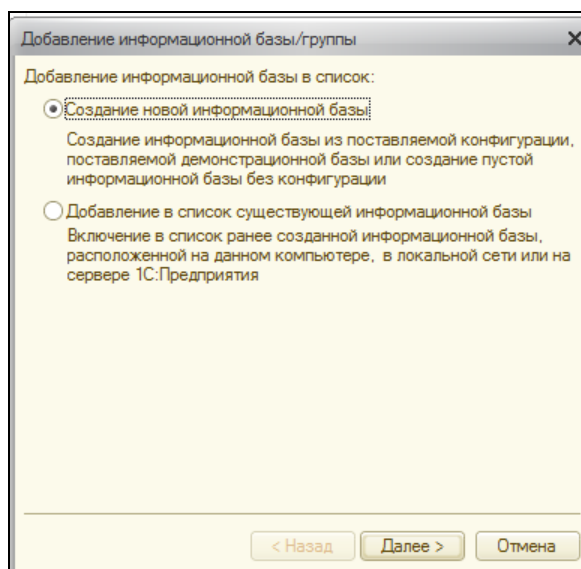 Добавление информационной базы/группы
Добавление информационной базы в список:
Создание новой информационной базы
Создание информационной базы из поставляемой конфигурации,
поставляемой демонстрационной базы или создание пустой
информационной базы без конфигурации
Добавление в список существующей информационной базы
Включение в список ранее созданной информационной базы,
расположенной на данном компьютере, в локальной сети или на
сервере 1С:Предприятия
< Назад Далее > Отмена